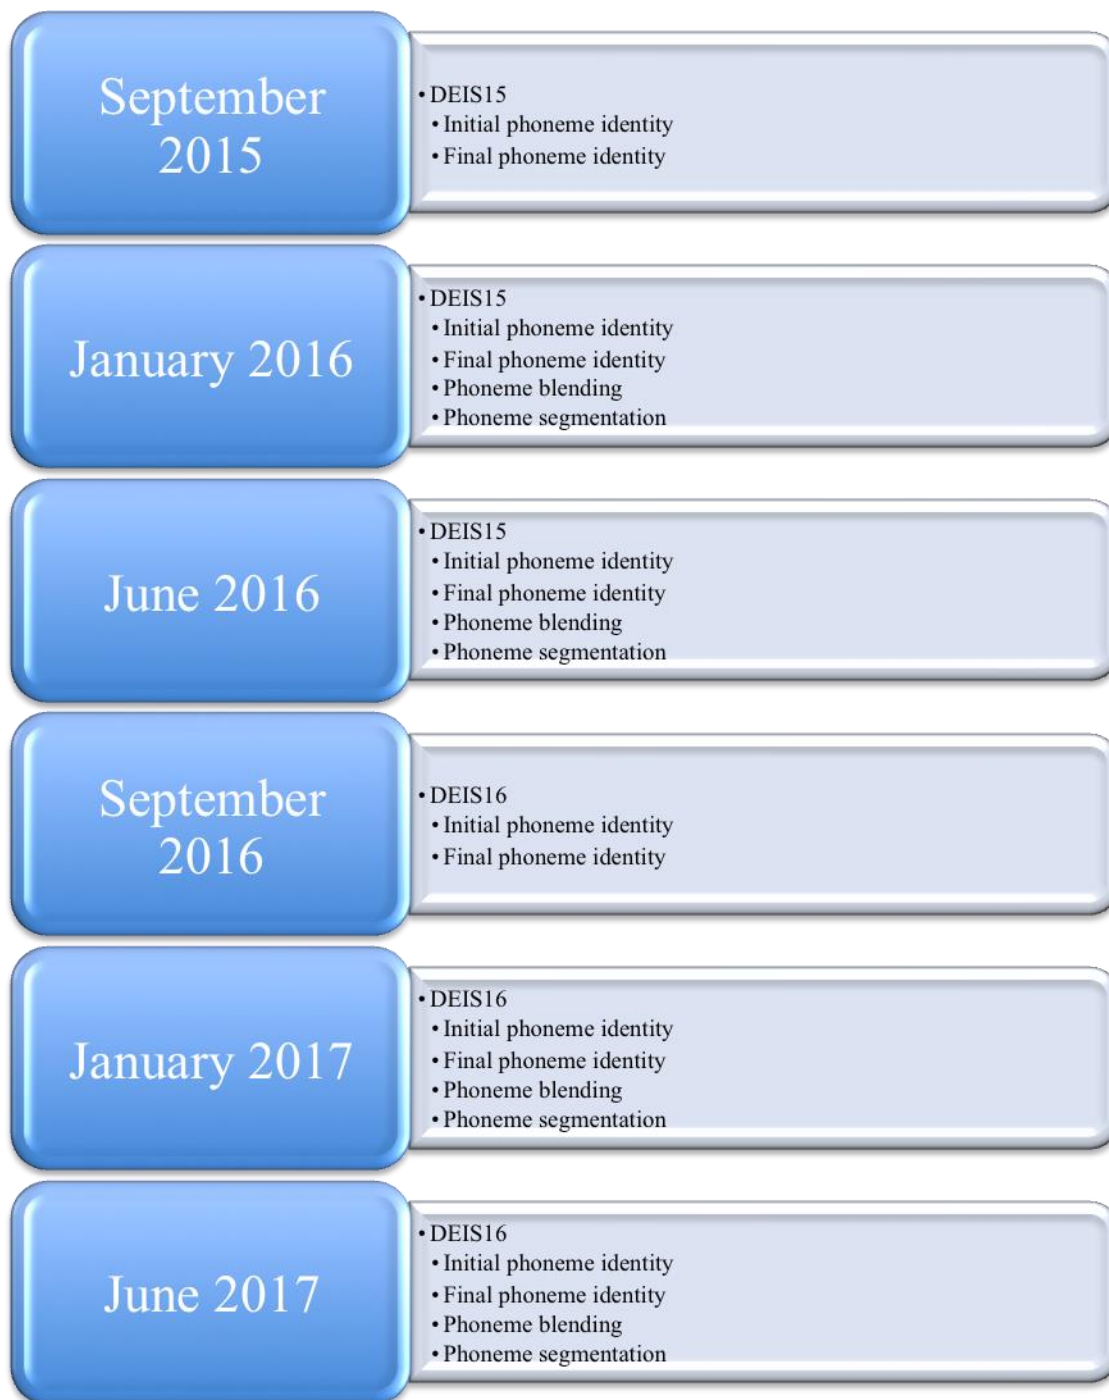 September
2015
• DEIS15
• Initial phoneme identity
• Final phoneme identity
January 2016
• DEIS15
• Initial phoneme identity
• Final phoneme identity
• Phoneme blending
• Phoneme segmentation
June 2016
• DEIS15
• Initial phoneme identity
• Final phoneme identity
• Phoneme blending
• Phoneme segmentation
September
2016
• DEIS16
• Initial phoneme identity
• Final phoneme identity
January 2017
• DEIS16
• Initial phoneme identity
• Final phoneme identity
• Phoneme blending
• Phoneme segmentation
June 2017
• DEIS16
• Initial phoneme identity
• Final phoneme identity
• Phoneme blending
• Phoneme segmentation